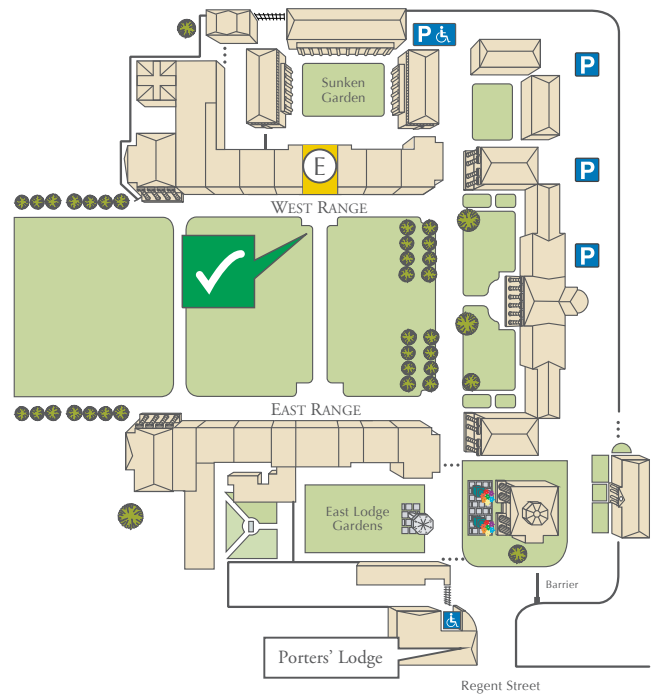 P
P
Sunken
Garden
E
P
WEST RANGE
P
EAST RANGE
East Lodge
Gardens
Barrier
Porters' Lodge
Regent Street